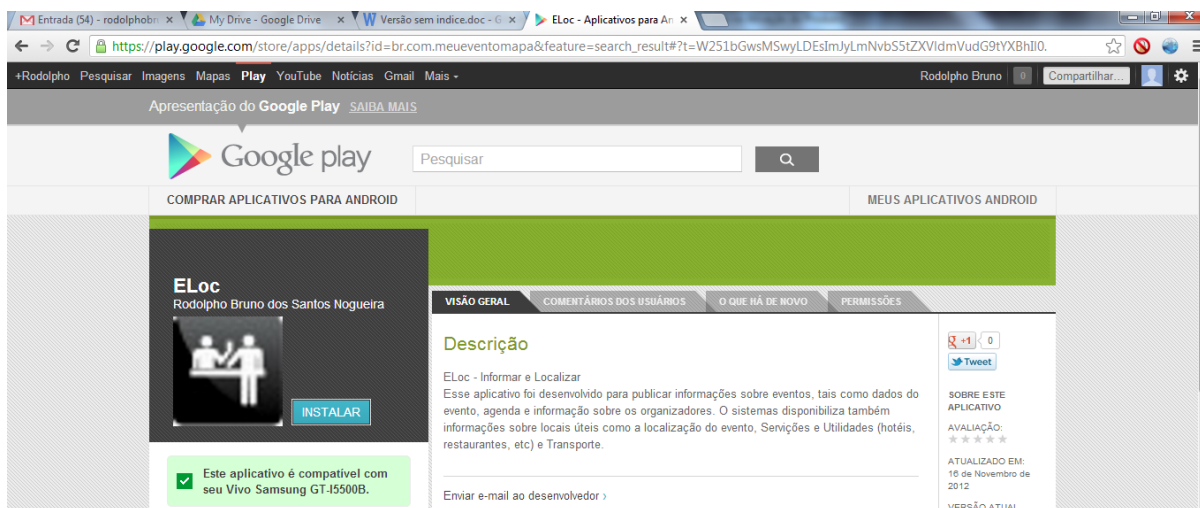 Entrada (54) - rodolphobn
My Drive - Google Drive
Versão sem indice.doc - G
ELoc - Aplicativos para An
https://play.google.com/store/apps/details?id=br.com.meueventomapa&feature=search_result#?t=W251bGwsMSwyLDEsImJyLmNvbS5tZXVldmVudG9tYXBhIl0.
+Rodolpho Pesquisar Imagens Mapas Play YouTube Notícias Gmail Mais
Rodolpho Bruno 0 Compartilhar...
Apresentação do Google Play SAIBA MAIS
Google play
Pesquisar
COMPRAR APLICATIVOS PARA ANDROID
MEUS APLICATIVOS ANDROID
ELoc
Rodolpho Bruno dos Santos Nogueira
INSTALAR
Este aplicativo é compatível com
seu Vivo Samsung GT-I5500B.
VISÃO GERAL
COMENTÁRIOS DOS USUÁRIOS
O QUE HÁ DE NOVO
PERMISSÕES
Descrição
ELoc - Informar e Localizar
Esse aplicativo foi desenvolvido para publicar informações sobre eventos, tais como dados do
evento, agenda e informação sobre os organizadores. O sistemas disponibiliza também
informações sobre locais úteis como a localização do evento, Servições e Utilidades (hotéis,
restaurantes, etc) e Transporte.
Enviar e-mail ao desenvolvedor ›
+1 0
Tweet
SOBRE ESTE
APLICATIVO
AVALIAÇÃO:
ATUALIZADO EM:
16 de Novembro de
2012
VERSÃO ATUAL